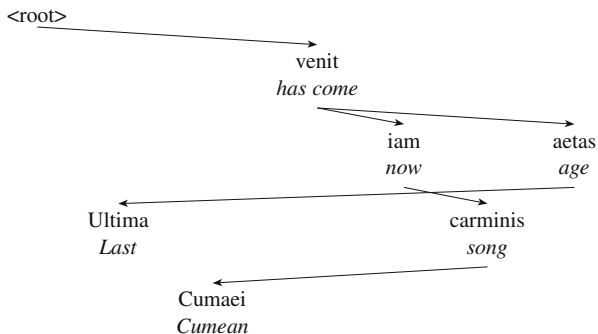 <root>
venit
has come
iam aetas
now age
Ultima carminis
Last song
Cumaei
Cumean